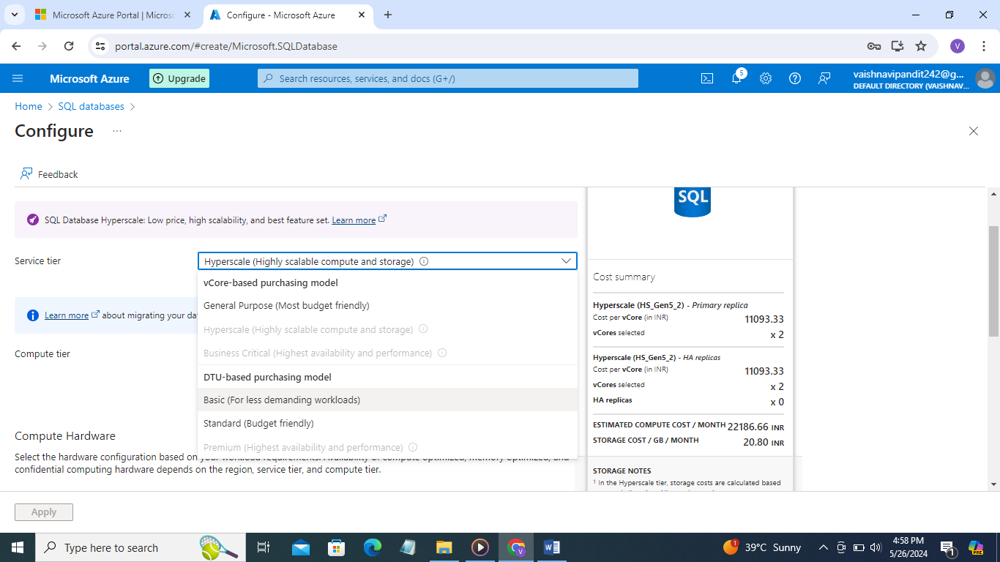 Microsoft Azure Portal | Micros
Configure - Microsoft Azure
portal.azure.com/#create/Microsoft.SQLDatabase
V
Microsoft Azure
Upgrade
Search resources, services, and docs (G+/)
5
vaishnavipandit242@g...
DEFAULT DIRECTORY (VAISHNAV...
Home > SQL databases >
Configure ...
Feedback
SQL Database Hyperscale: Low price, high scalability, and best feature set. Learn more
Service tier
Hyperscale (Highly scalable compute and storage)
vCore-based purchasing model
General Purpose (Most budget friendly)
Hyperscale (Highly scalable compute and storage)
Business Critical (Highest availability and performance)
DTU-based purchasing model
Basic (For less demanding workloads)
Standard (Budget friendly)
Premium (Highest availability and performance)
Learn more about migrating your da
Compute tier
Compute Hardware
Select the hardware configuration based on your workload requirements. Availability of compute optimized, memory optimized, and
confidential computing hardware depends on the region, service tier, and compute tier.
SQL
Cost summary
Hyperscale (HS_Gen5_2) - Primary replica
Cost per vCore (in INR) 11093.33
vCores selected x 2
Hyperscale (HS_Gen5_2) - HA replicas
Cost per vCore (in INR) 11093.33
vCores selected x 2
HA replicas x 0
ESTIMATED COMPUTE COST / MONTH 22186.66 INR
STORAGE COST / GB / MONTH 20.80 INR
STORAGE NOTES
1 In the Hyperscale tier, storage costs are calculated based
Apply
Type here to search
V
W
1
39°C Sunny
4:58 PM
5/26/2024
1
PRE